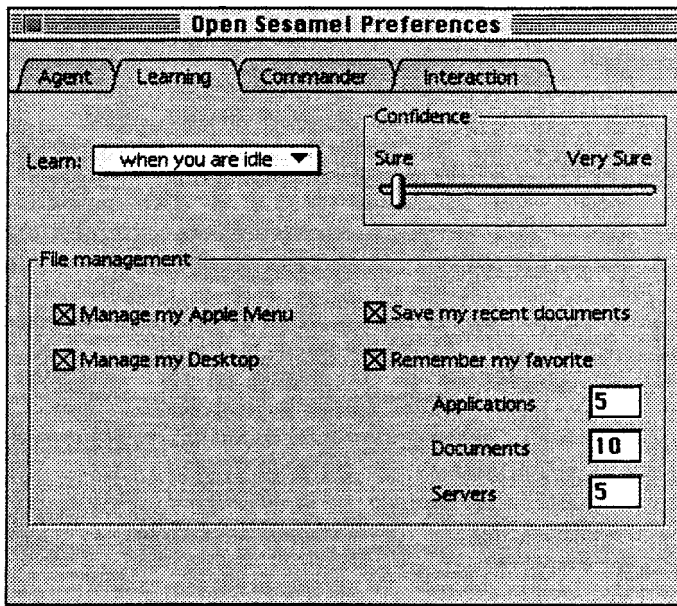 Open Sesame! Preferences
Agent Learning Commander Interaction
Confidence
Learn: when you are idle Sure Very Sure
File management
Manage my Apple Menu Save my recent documents
Manage my Desktop Remember my favorite
Applications 5
Documents 10
Servers 5